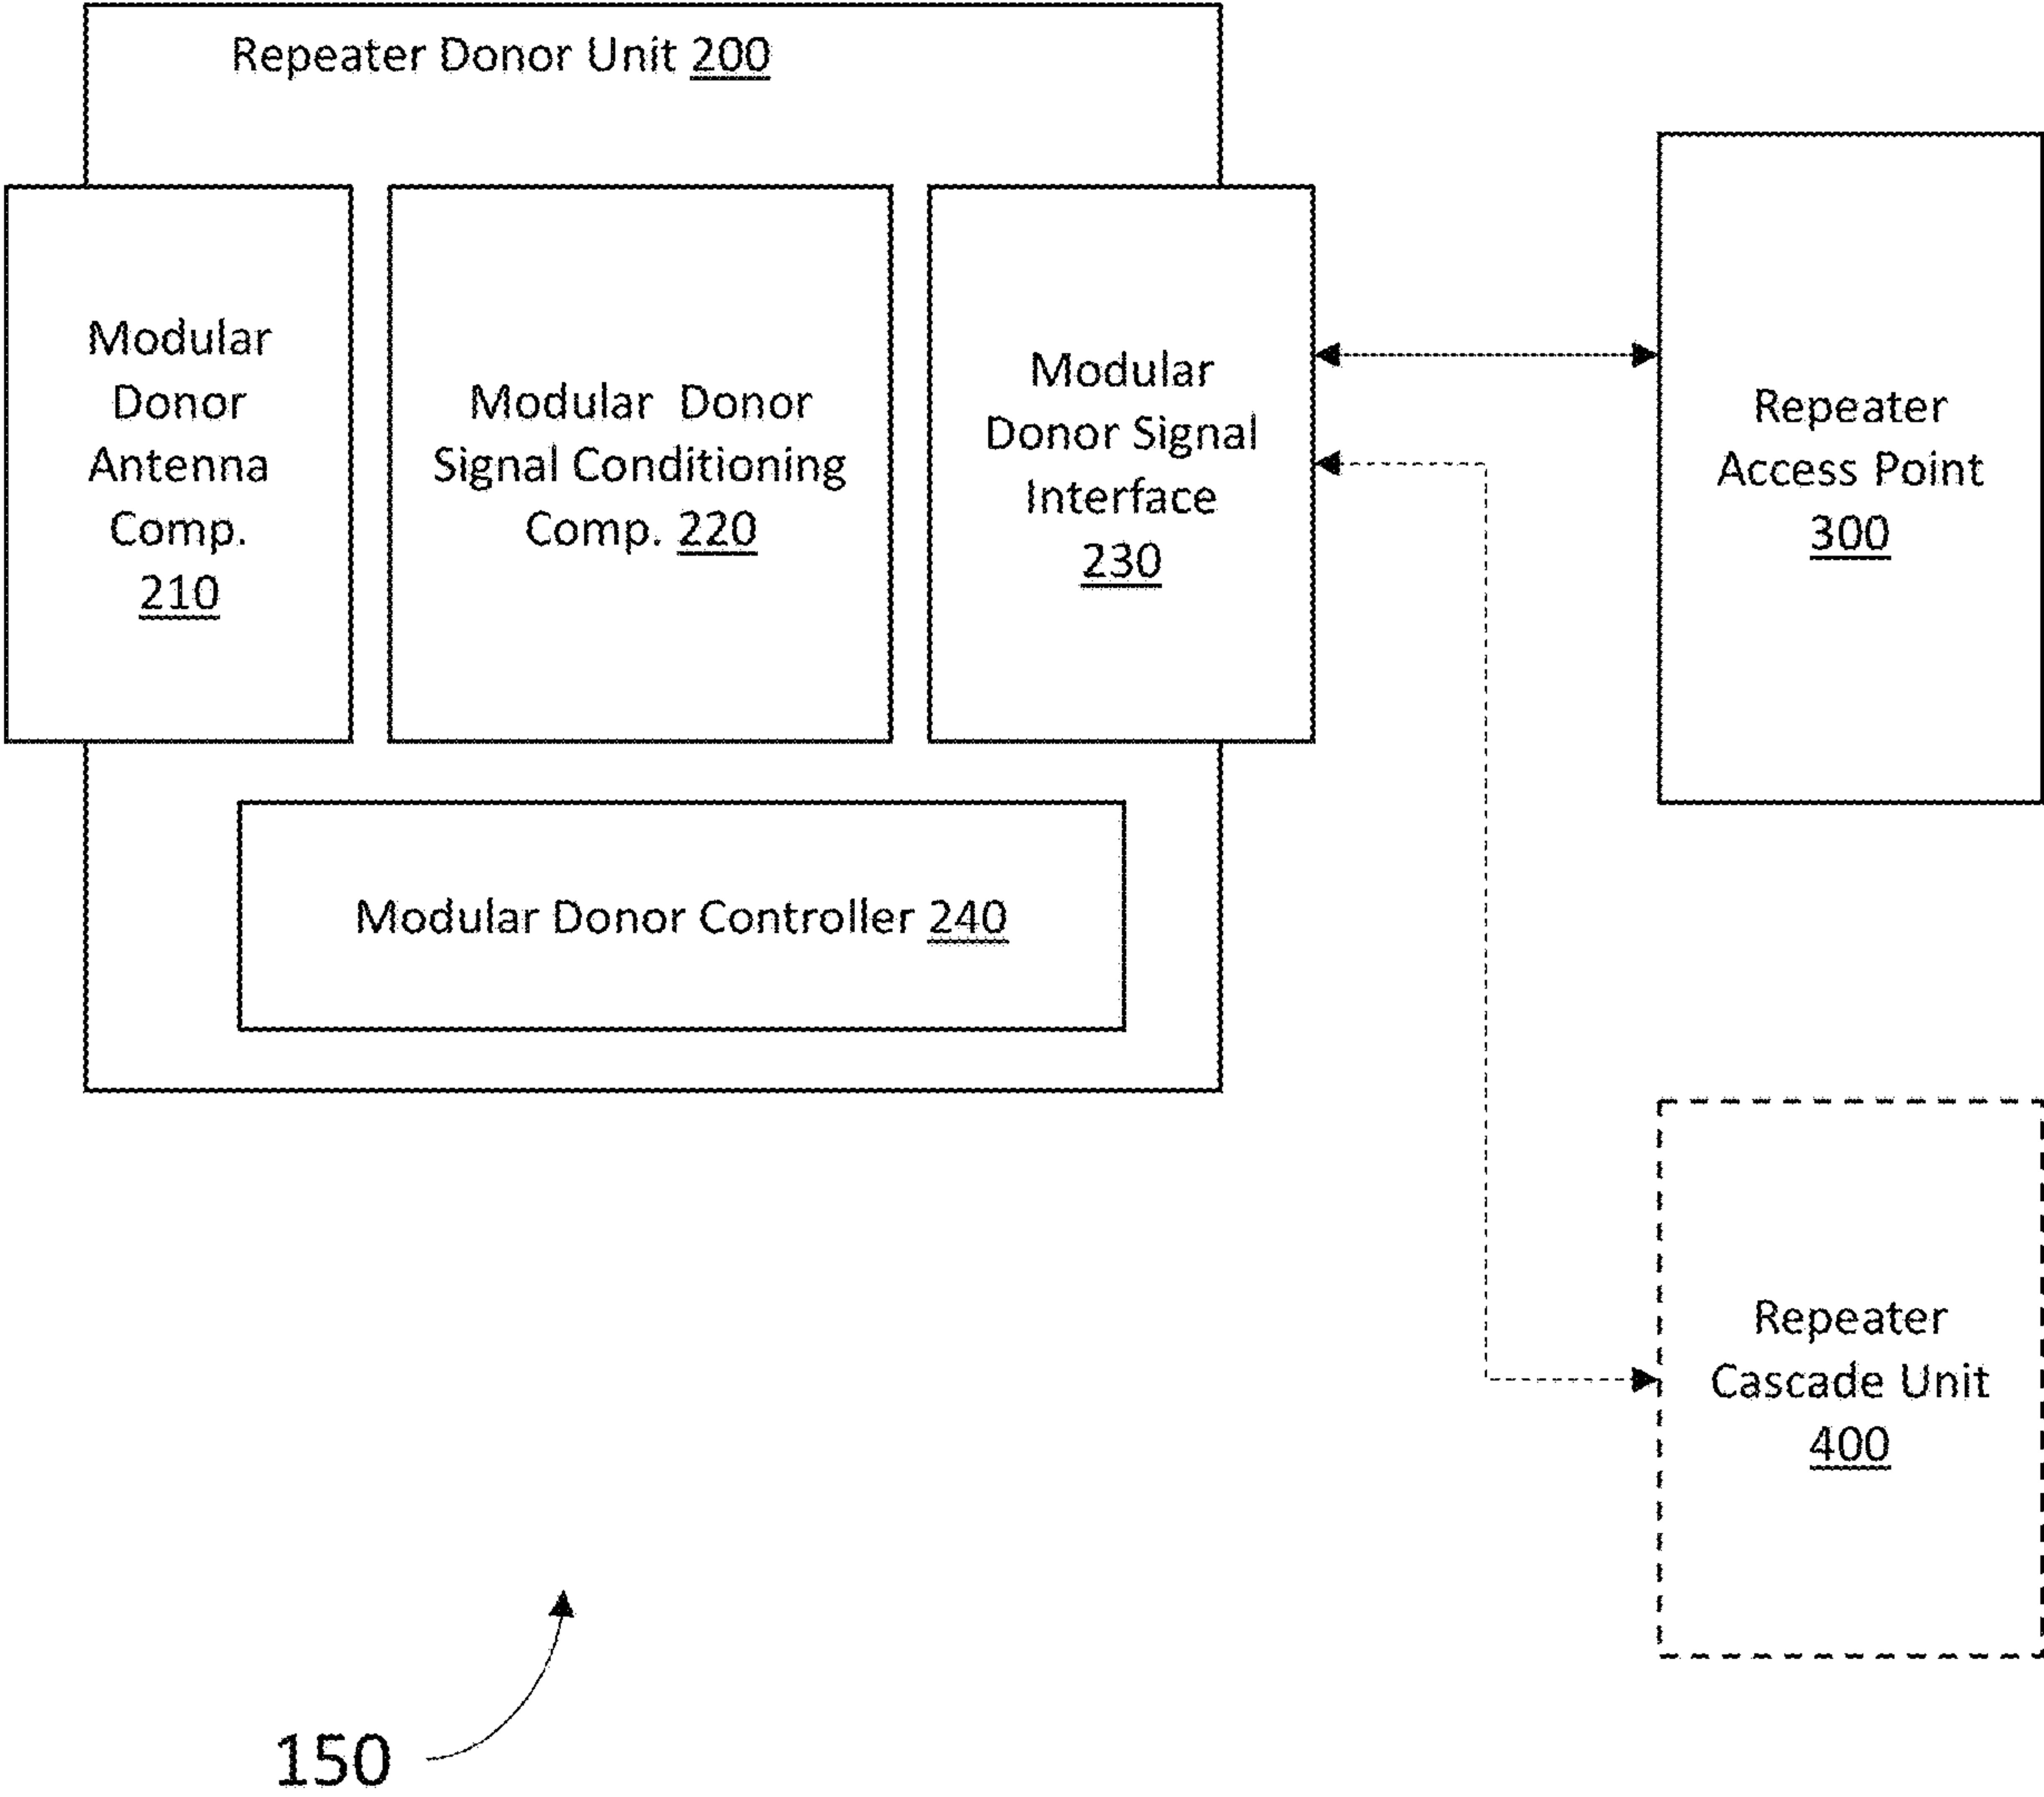 Repeater Donor Unit 200
Modular
Donor
Antenna
Comp.
210
Modular Donor
Signal Conditioning
Comp. 220
Modular
Donor Signal
Interface
230
Repeater
Access Point
300
Modular Donor Controller 240
Repeater
Cascade Unit
400
150